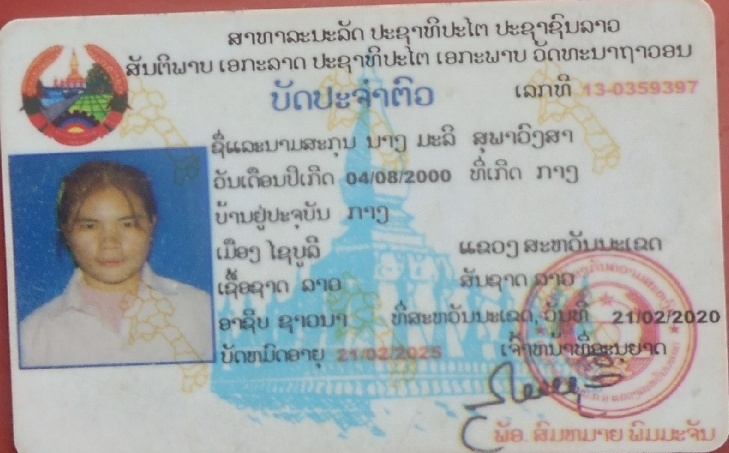 ສາທາລະນະລັດ ປະຊາທິປະໄຕ ປະຊາຊົນລາວ
ສັນຕິພາບ ເອກະລາດ ປະຊາທິປະໄຕ ເອກະພາບ ວັດທະນາຖາວອນ
ບັດປະຈຳຕົວ ເລກທີ 13-0359397
ຊື່ແລະນາມສະກຸນ ນາງ ມະລິ ສຸພາວົງສາ
ວັນເດືອນປີເກີດ 04/08/2000 ທີ່ເກີດ ກາງ
ບ້ານຢູ່ປະຈຸບັນ ກາງ
ເມືອງ ໄຊບູລີ ແຂວງ ສະຫວັນນະເຂດ
ເຊື້ອຊາດ ລາວ ສັນຊາດ ລາວ
ອາຊີບ ຊາວນາ ທີ່ສະຫວັນນະເຂດ, ວັນທີ 21/02/2020
ບັດຫມົດອາຍຸ 21/02/2025 ເຈົ້າຫນ້າທີ່ອະນຸຍາດ
ພັອ. ສົມຫມາຍ ພິມມະຈັນ